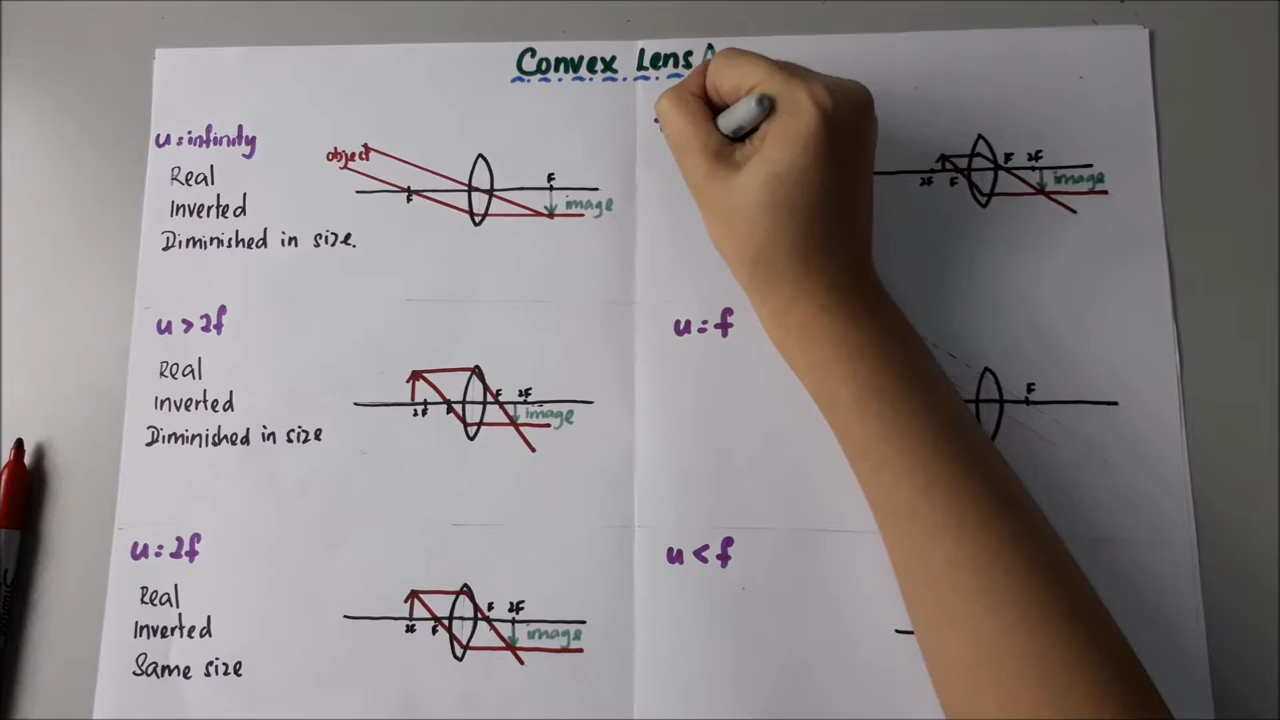 Convex Lens
u = infinity
Real
Inverted
Diminished in size.
object
F
F
image
u > 2f
Real
Inverted
Diminished in size
2F
F
F 2F
image
u = 2f
Real
Inverted
Same size
2F
F
F 2F
image
2F
F
F 2F
image
u = f
F
u < f